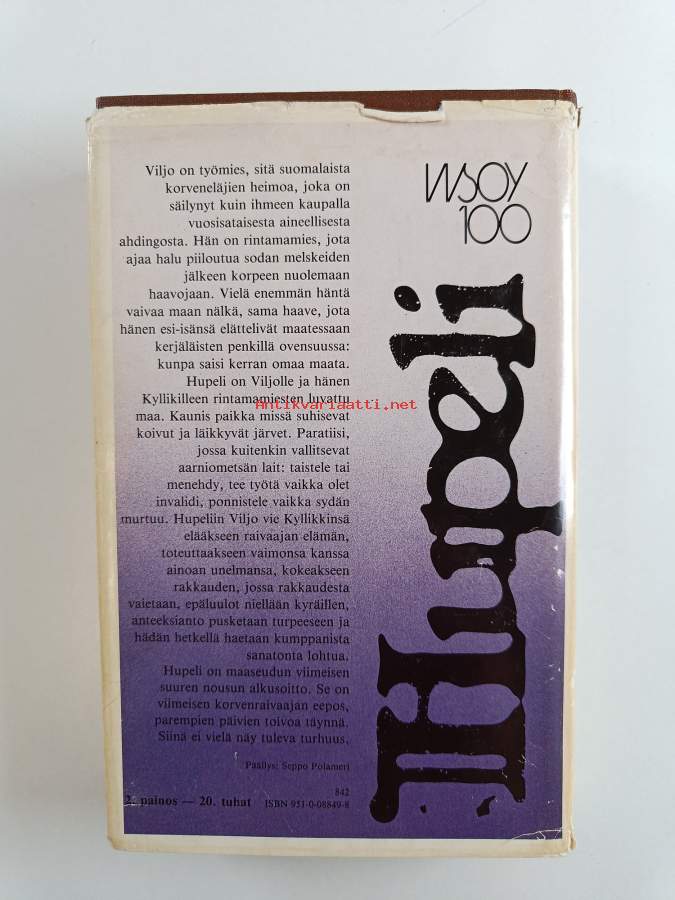 Viljo on työmies, sitä suomalaista
korveneläjien heimoa, joka on
säilynyt kuin ihmeen kaupalla
vuosisataisesta aineellisesta
ahdingosta. Hän on rintamamies, jota
ajaa halu piiloutua sodan melskeiden
jälkeen korpeen nuolemaan
haavojaan. Vielä enemmän häntä
vaivaa maan nälkä, sama haave, jota
hänen esi-isänsä elättelivät maatessaan
kerjäläisten penkillä ovensuussa:
kunpa saisi kerran omaa maata.
Hupeli on Viljolle ja hänen
Kyllikilleen rintamamiesten luvattu
maa. Kaunis paikka missä suhisevat
koivut ja läikkyvät järvet. Paratiisi,
jossa kuitenkin vallitsevat
aarniometsän lait: taistele tai
menehdy, tee työtä vaikka olet
invalidi, ponnistele vaikka sydän
murtuu. Hupeliin Viljo vie Kyllikkinsä
elääkseen raivaajan elämän,
toteuttaakseen vaimonsa kanssa
ainoan unelmansa, kokeakseen
rakkauden, jossa rakkaudesta
vaietaan, epäluulot niellään kyräillen,
anteeksianto pusketaan turpeeseen ja
hädän hetkellä haetaan kumppanista
sanatonta lohtua.
Hupeli on maaseudun viimeisen
suuren nousun alkusoitto. Se on
viimeisen korvenraivaajan eepos,
parempien päivien toivoa täynnä.
Siinä ei vielä näy tuleva turhuus.
Päällys: Seppo Polameri
842
2. painos — 20. tuhat ISBN 951-0-08849-8
WSOY
100
Hupeli
Antikvariaatti.net